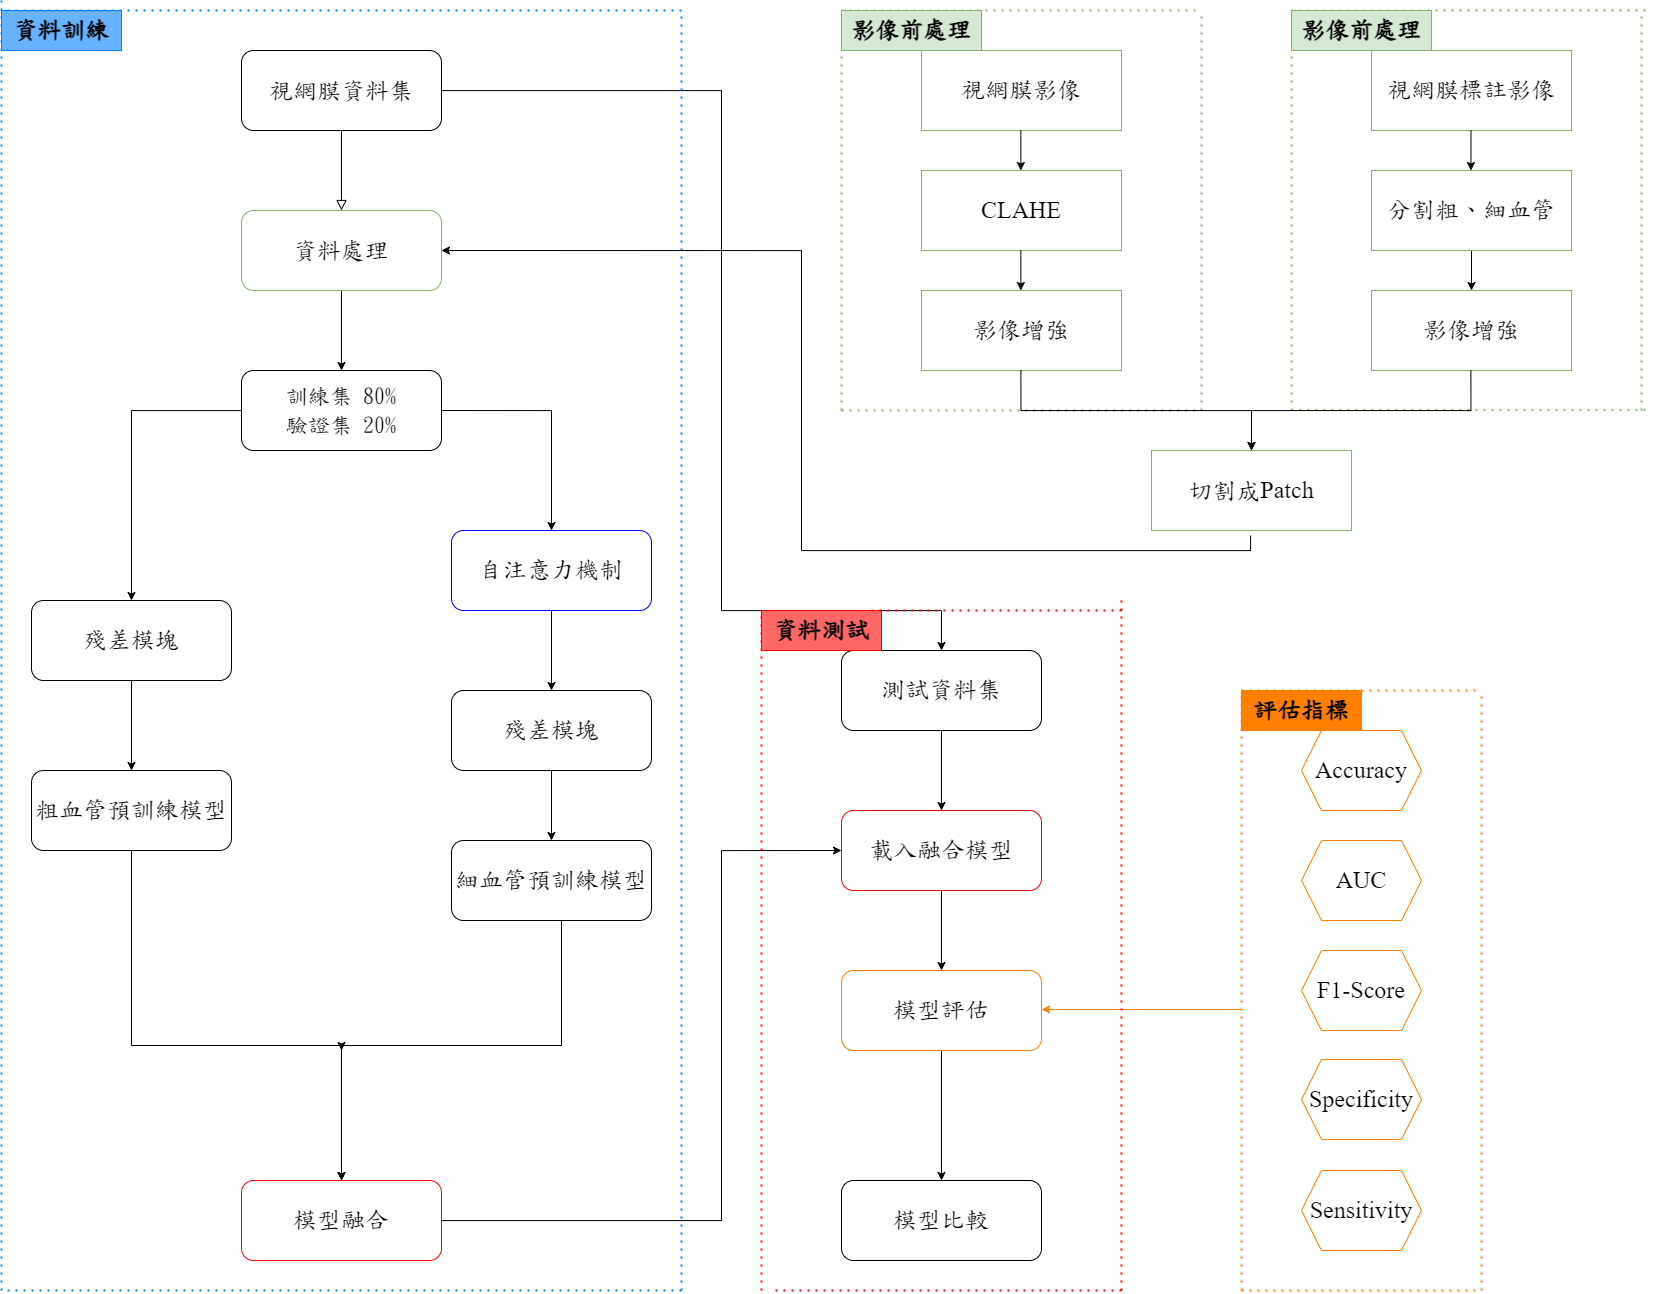 資料訓練
視網膜資料集
資料處理
訓練集 80%
驗證集 20%
自注意力機制
殘差模塊
殘差模塊
粗血管預訓練模型
細血管預訓練模型
模型融合
影像前處理
視網膜影像
CLAHE
影像增強
影像前處理
視網膜標註影像
分割粗、細血管
影像增強
切割成Patch
資料測試
測試資料集
載入融合模型
模型評估
模型比較
評估指標
Accuracy
AUC
F1-Score
Specificity
Sensitivity